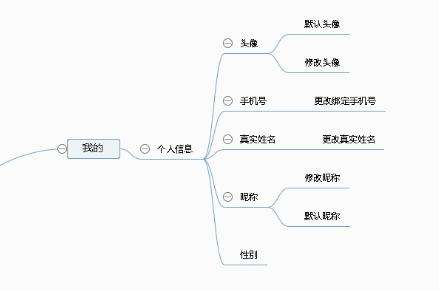 默认头像
头像
修改头像
手机号
更改绑定手机号
我的
个人信息
真实姓名
更改真实姓名
修改昵称
昵称
默认昵称
性别